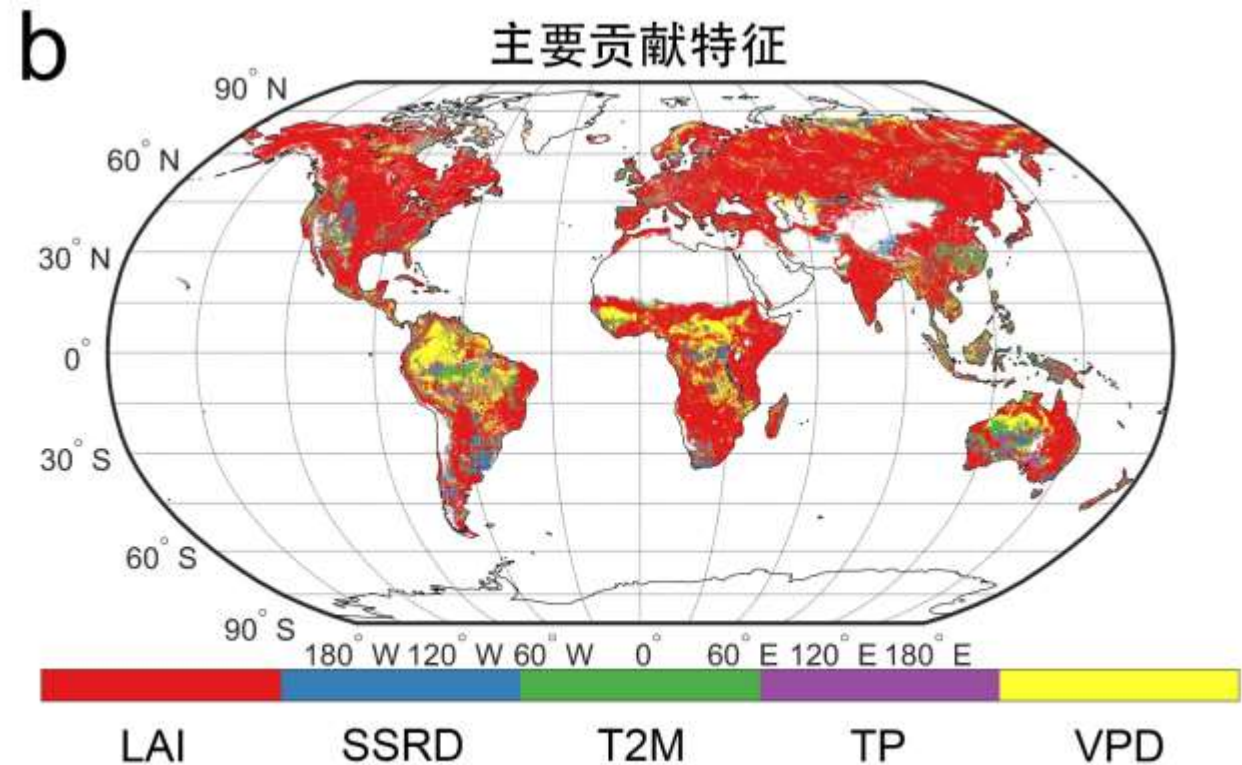 b
主要贡献特征
90° N
60° N
30° N
0°
30° S
60° S
90° S
180° W 120° W 60° W 0° 60° E 120° E 180° E
LAI SSRD T2M TP VPD